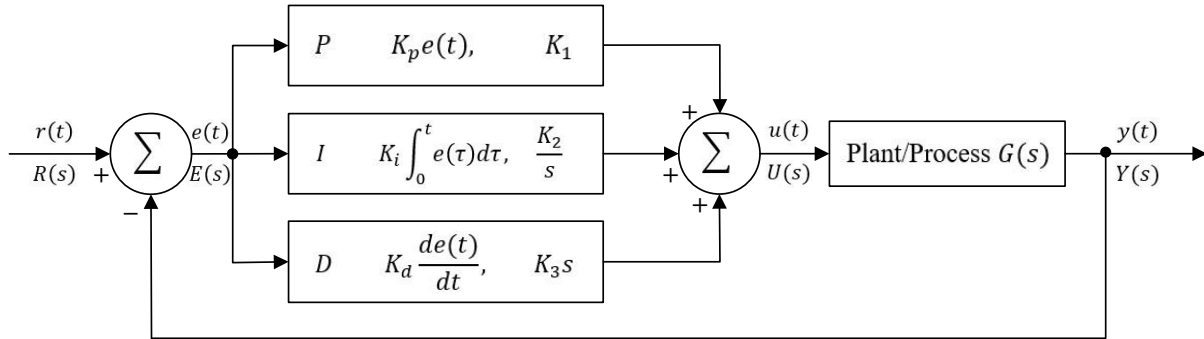 P K_p e(t), K_1
r(t)
R(s)
+
−
∑
e(t)
E(s)
I K_i ∫_0^t e(τ)dτ, K_2/s
D K_d de(t)/dt, K_3 s
+
+
+
∑
u(t)
U(s)
Plant/Process G(s)
y(t)
Y(s)